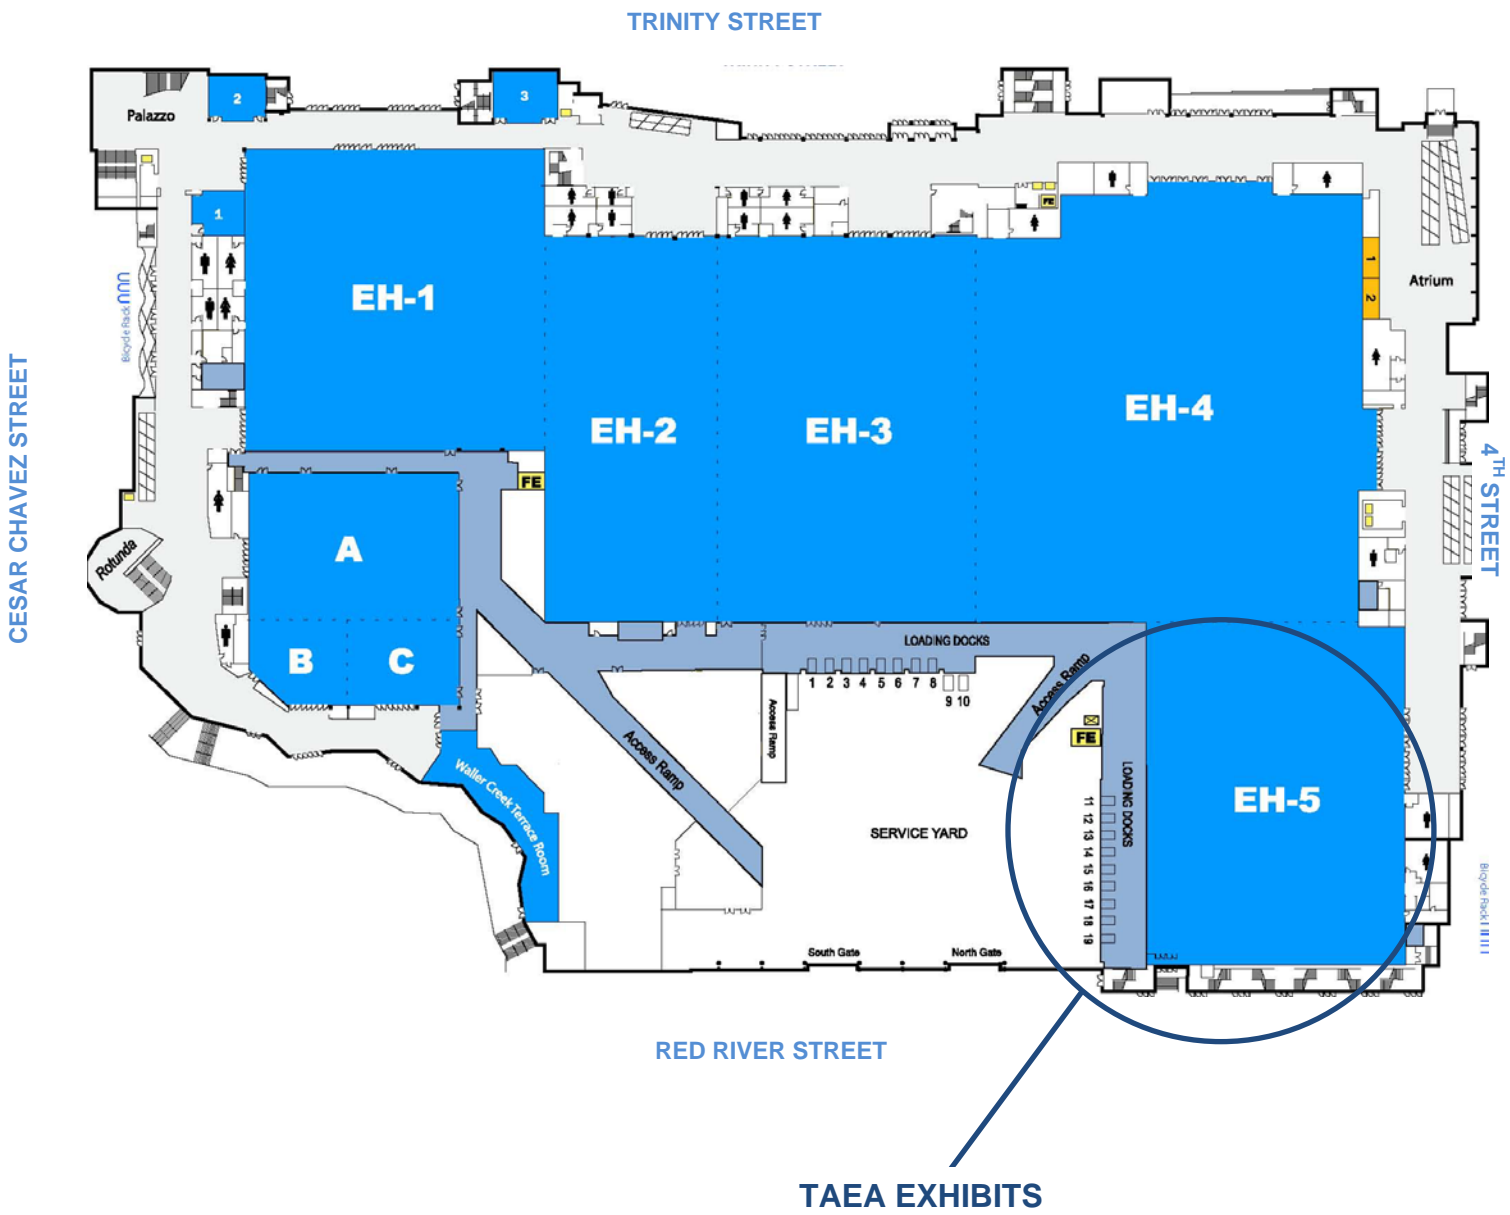 TRINITY STREET
2
3
Palazzo
1
FE
1
2
Atrium
Bicycle Rack
EH-1
EH-2
EH-3
EH-4
CESAR CHAVEZ STREET
4TH STREET
FE
A
Rotunda
B
C
LOADING DOCKS
1 2 3 4 5 6 7 8
9 10
Access Ramp
Access Ramp
Access Ramp
FE
Waller Creek Terrace Room
LOADING DOCKS
EH-5
11
12
13
14
15
16
17
18
19
SERVICE YARD
Bicycle Rack
South Gate
North Gate
RED RIVER STREET
TAEA EXHIBITS